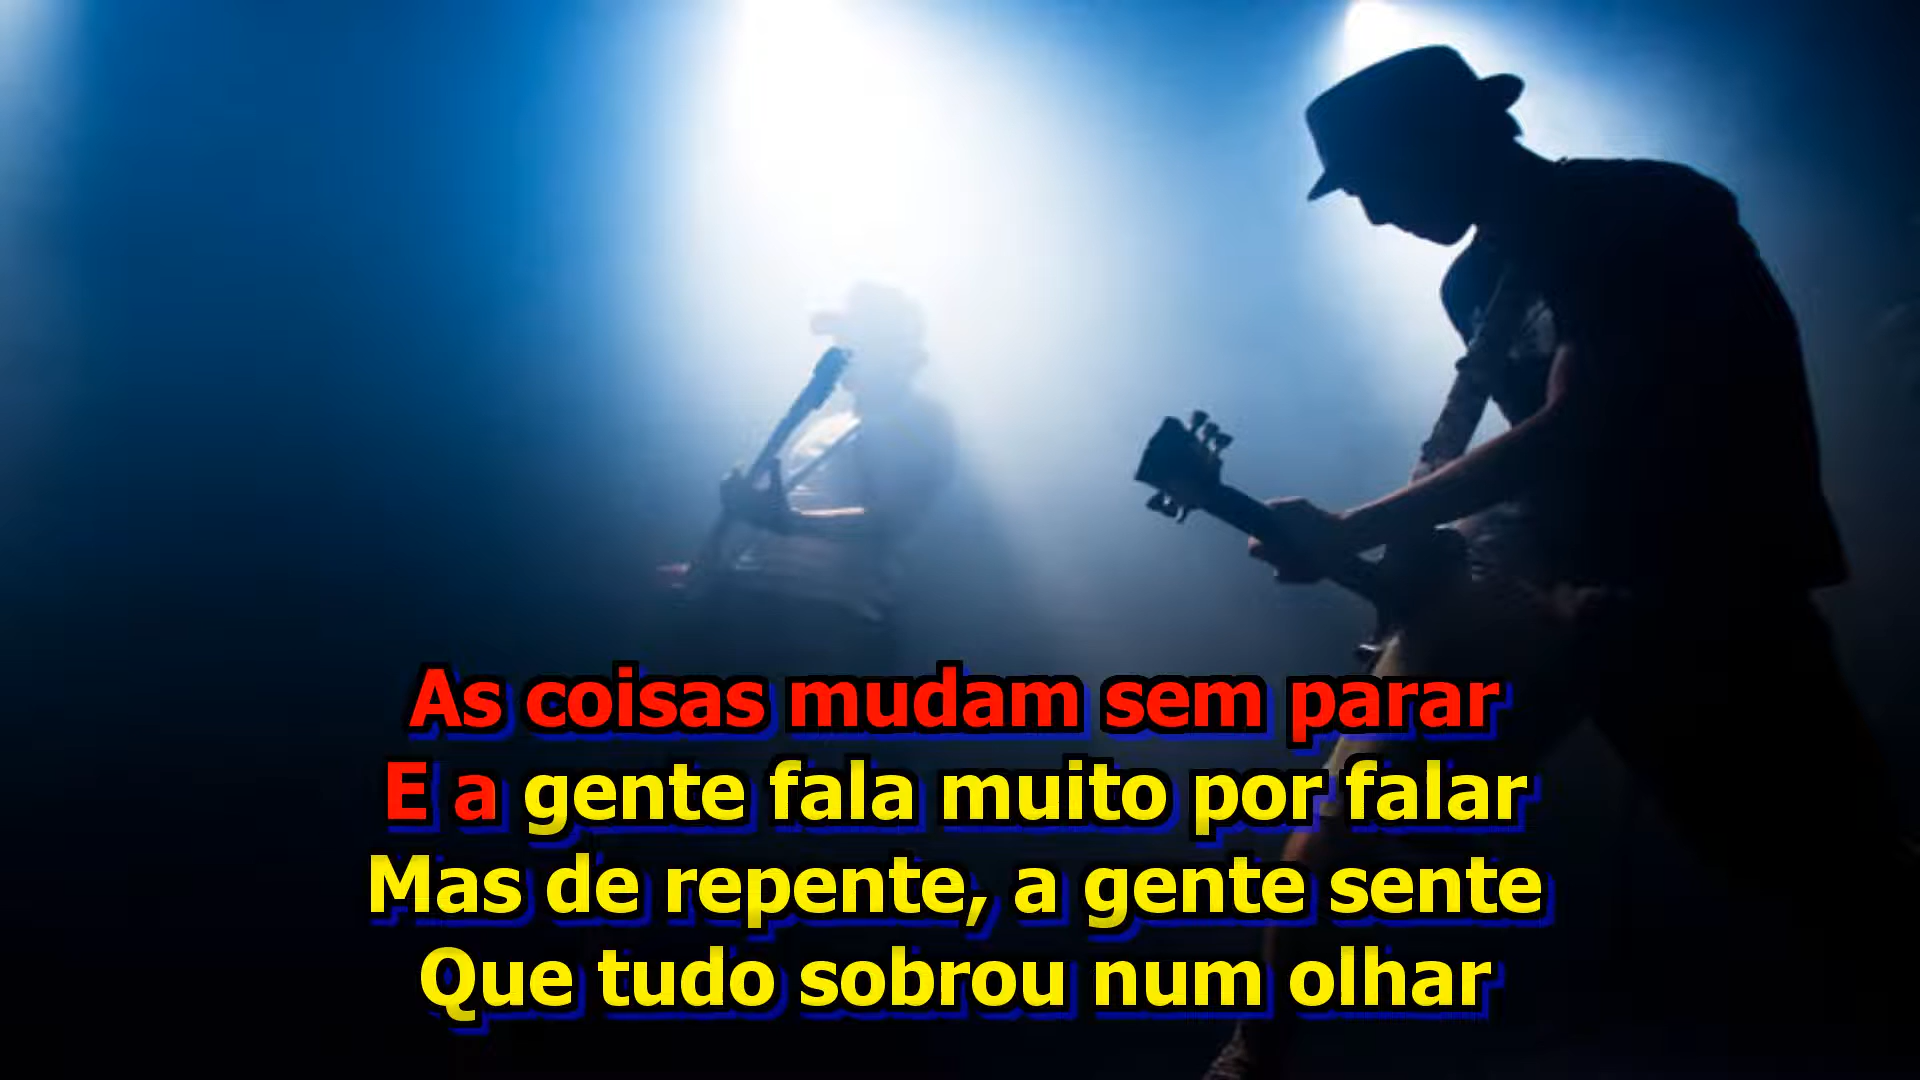 As coisas mudam sem parar
E a gente fala muito por falar
Mas de repente, a gente sente
Que tudo sobrou num olhar